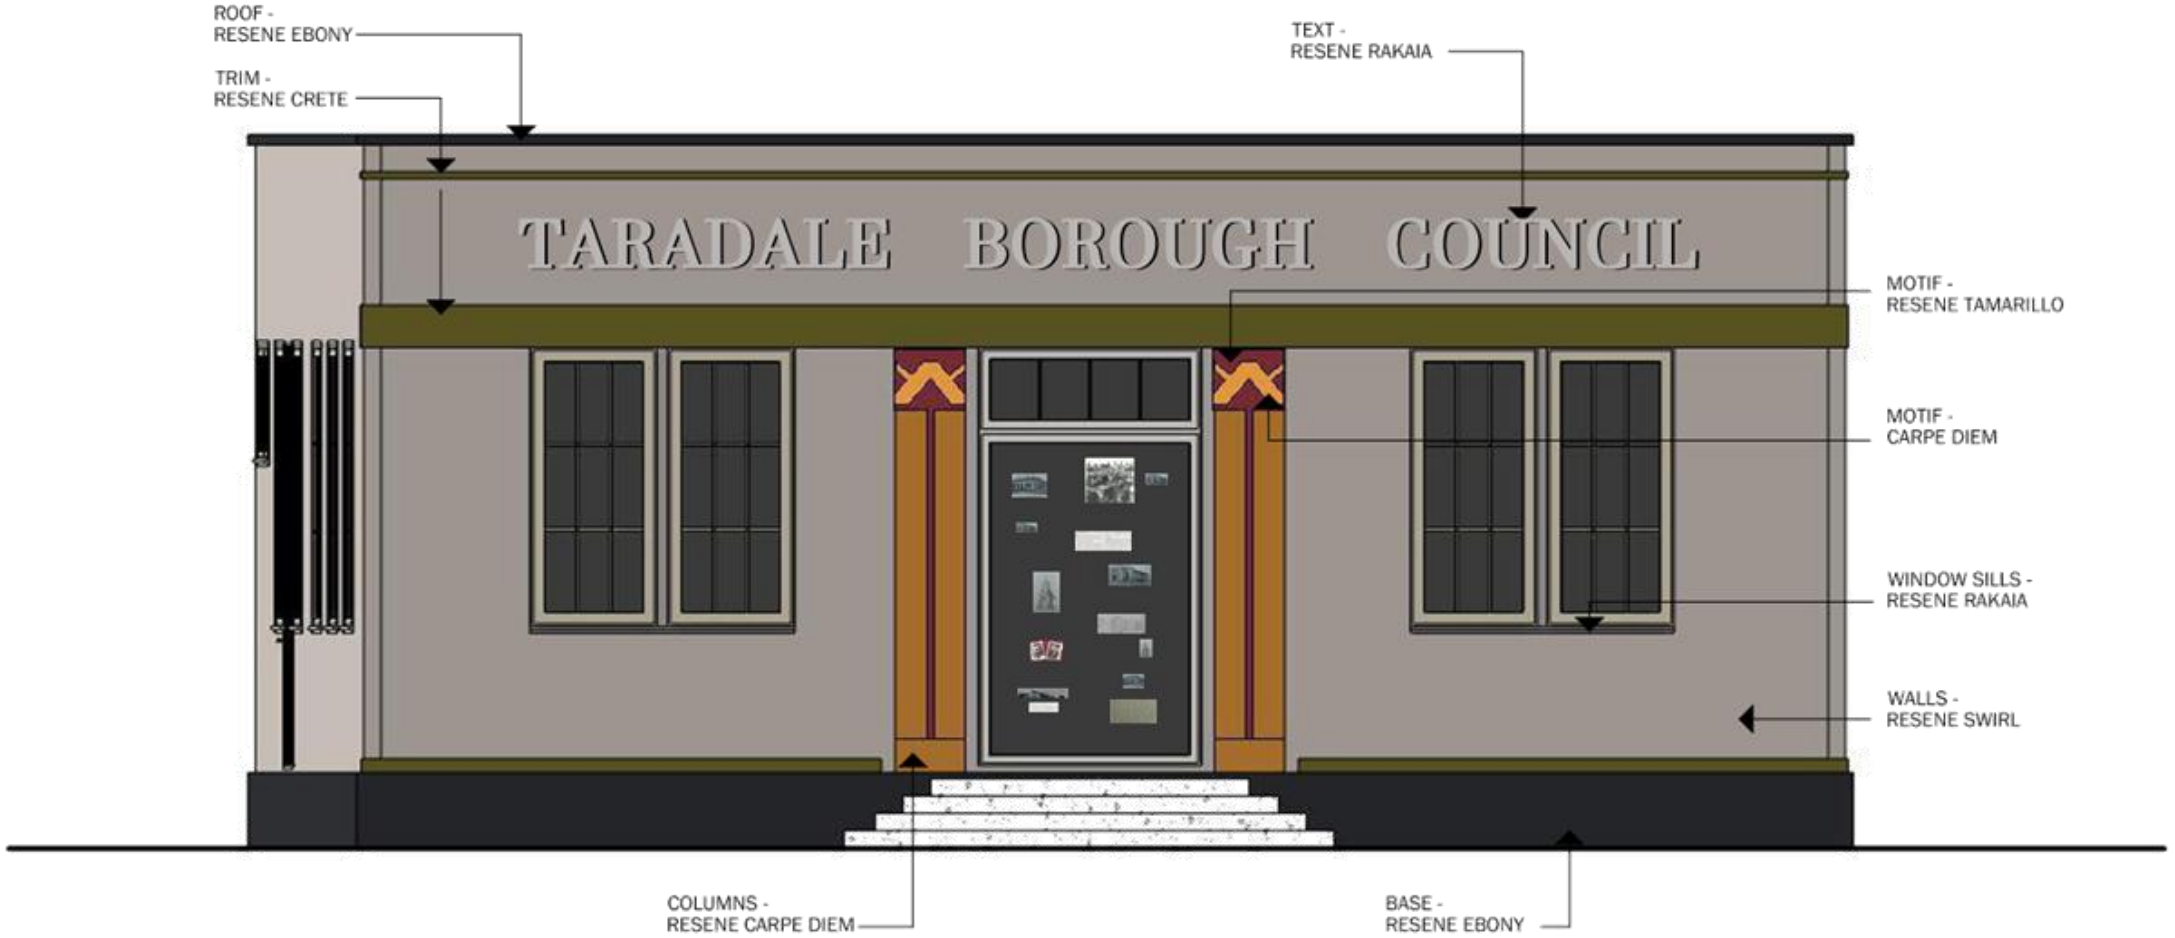 ROOF -
RESENE EBONY
TRIM -
RESENE CRETE
TEXT -
RESENE RAKAIA
TARADALE BOROUGH COUNCIL
MOTIF -
RESENE TAMARILLO
MOTIF -
CARPE DIEM
WINDOW SILLS -
RESENE RAKAIA
WALLS -
RESENE SWIRL
COLUMNS -
RESENE CARPE DIEM
BASE -
RESENE EBONY